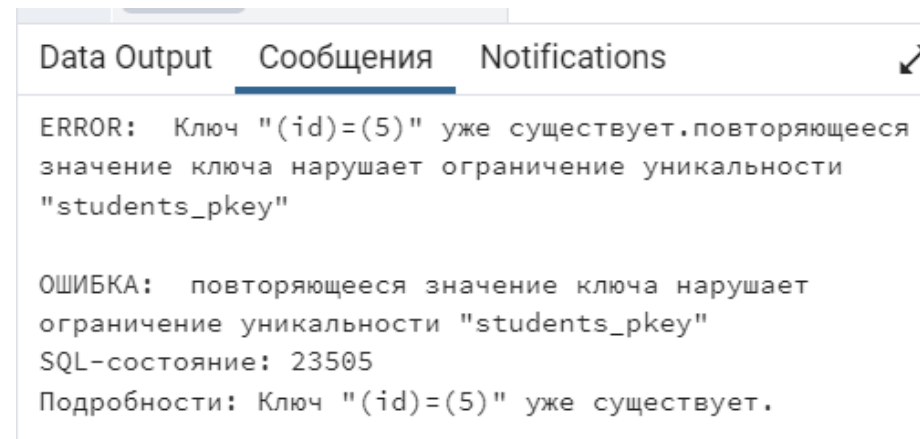 Data Output Сообщения Notifications
ERROR:  Ключ "(id)=(5)" уже существует.повторяющееся
значение ключа нарушает ограничение уникальности
"students_pkey"
ОШИБКА:  повторяющееся значение ключа нарушает
ограничение уникальности "students_pkey"
SQL-состояние: 23505
Подробности: Ключ "(id)=(5)" уже существует.